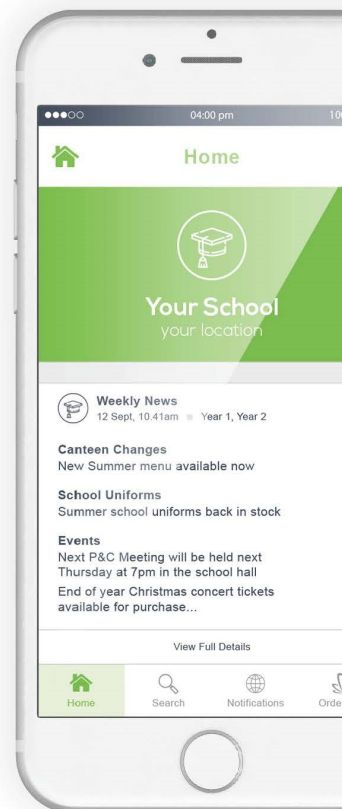 04:00 pm
10
Home
Your School
your location
Weekly News
12 Sept, 10.41am Year 1, Year 2
Canteen Changes
New Summer menu available now
School Uniforms
Summer school uniforms back in stock
Events
Next P&C Meeting will be held next
Thursday at 7pm in the school hall
End of year Christmas concert tickets
available for purchase...
View Full Details
Home Search Notifications Orde